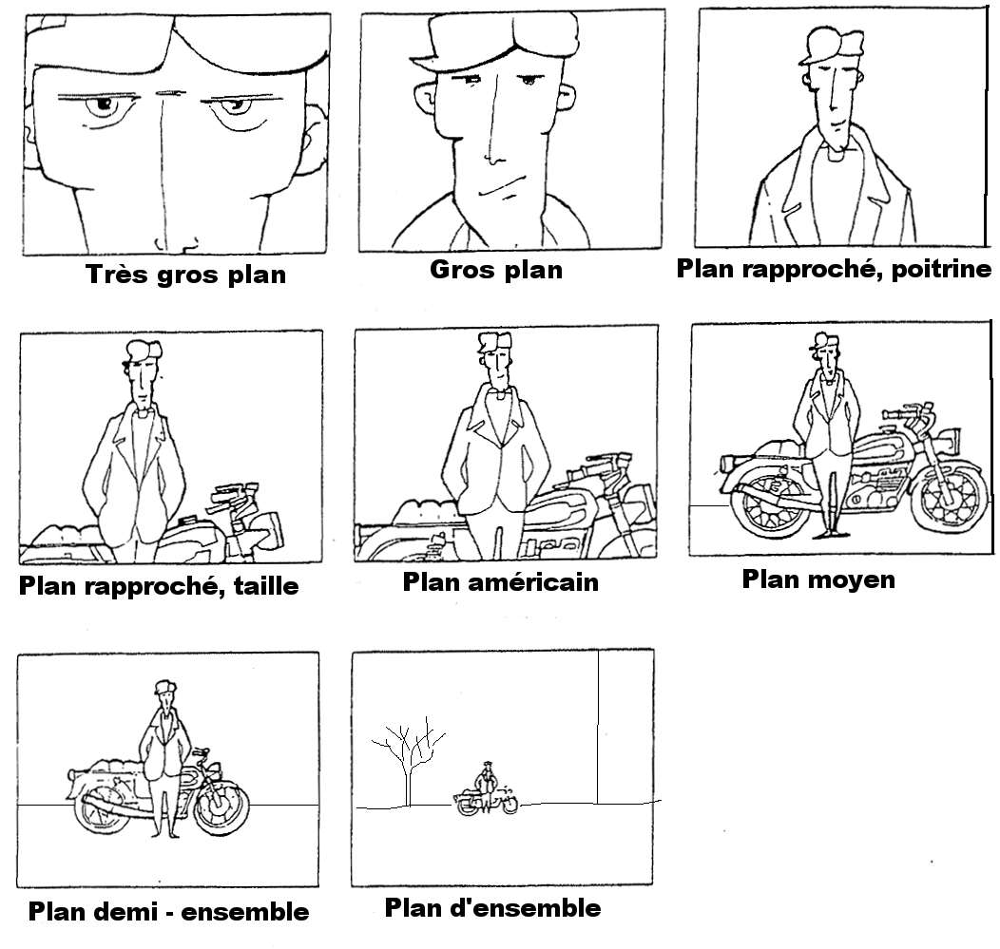 Très gros plan
Gros plan
Plan rapproché, poitrine
Plan rapproché, taille
Plan américain
Plan moyen
Plan demi - ensemble
Plan d'ensemble